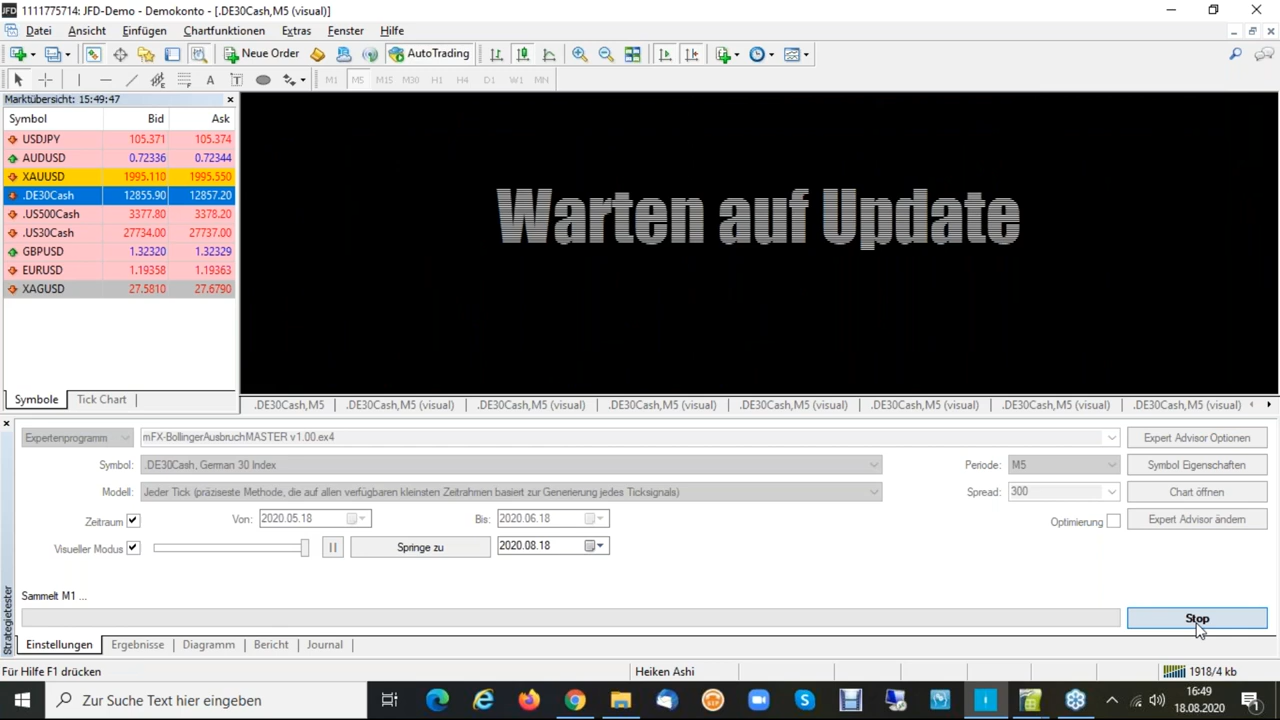 1111775714: JFD-Demo - Demokonto - [.DE30Cash,M5 (visual)]
Datei Ansicht Einfügen Chartfunktionen Extras Fenster Hilfe
New Order AutoTrading
M1 M5 M15 M30 H1 H4 D1 W1 MN
Marktübersicht: 15:49:47
Symbol Bid Ask
USDJPY 105.371 105.374
AUDUSD 0.72336 0.72344
XAUUSD 1995.110 1995.550
.DE30Cash 12855.90 12857.20
.US500Cash 3377.80 3378.20
.US30Cash 27734.00 27737.00
GBPUSD 1.32320 1.32329
EURUSD 1.19358 1.19363
XAGUSD 27.5810 27.6790
Symbole Tick Chart
Warten auf Update
.DE30Cash,M5 .DE30Cash,M5 (visual) .DE30Cash,M5 (visual) .DE30Cash,M5 (visual) .DE30Cash,M5 (visual) .DE30Cash,M5 (visual) .DE30Cash,M5 (visual) .DE30Cash,M5 (visual)
Expertenprogramm mFX-BollingerAusbruchMASTER v1.00.ex4 Expert Advisor Optionen
Symbol: .DE30Cash, German 30 Index Periode: M5 Symbol Eigenschaften
Modell: Jeder Tick (präziseste Methode, die auf allen verfügbaren kleinsten Zeitrahmen basiert zur Generierung jedes Ticksignals) Spread: 300 Chart öffnen
Zeitraum Von: 2020.05.18 Bis: 2020.06.18 Optimierung Expert Advisor ändern
Visueller Modus Springe zu 2020.08.18
Sammelt M1 ...
Stop
Strategietester
Einstellungen Ergebnisse Diagramm Bericht Journal
Für Hilfe F1 drücken Heiken Ashi 1918/4 kb
Zur Suche Text hier eingeben
16:49
18.08.2020